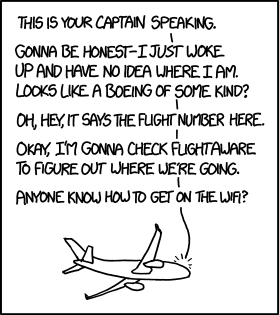 THIS IS YOUR CAPTAIN SPEAKING.
GONNA BE HONEST–I JUST WOKE
UP AND HAVE NO IDEA WHERE I AM.
LOOKS LIKE A BOEING OF SOME KIND?
OH, HEY, IT SAYS THE FLIGHT NUMBER HERE.
OKAY, I'M GONNA CHECK FLIGHTAWARE
TO FIGURE OUT WHERE WE'RE GOING.
ANYONE KNOW HOW TO GET ON THE WIFI?